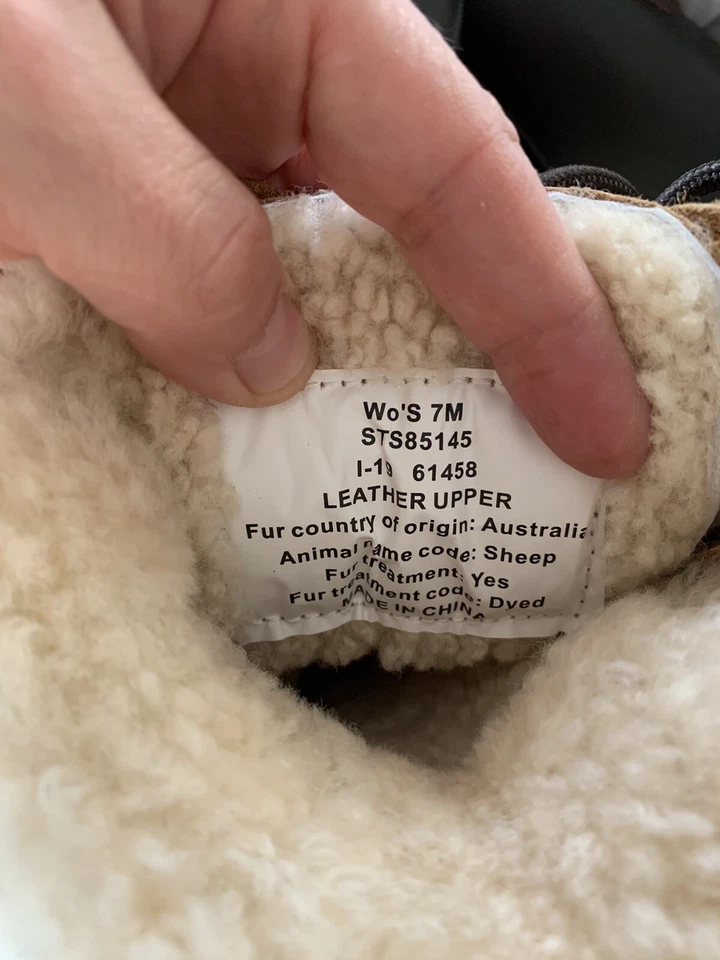 Wo'S 7M
STS85145
I-19 61458
LEATHER UPPER
Fur country of origin: Australia
Animal name code: Sheep
Fur treatment: Yes
Fur treatment code: Dyed
MADE IN CHINA